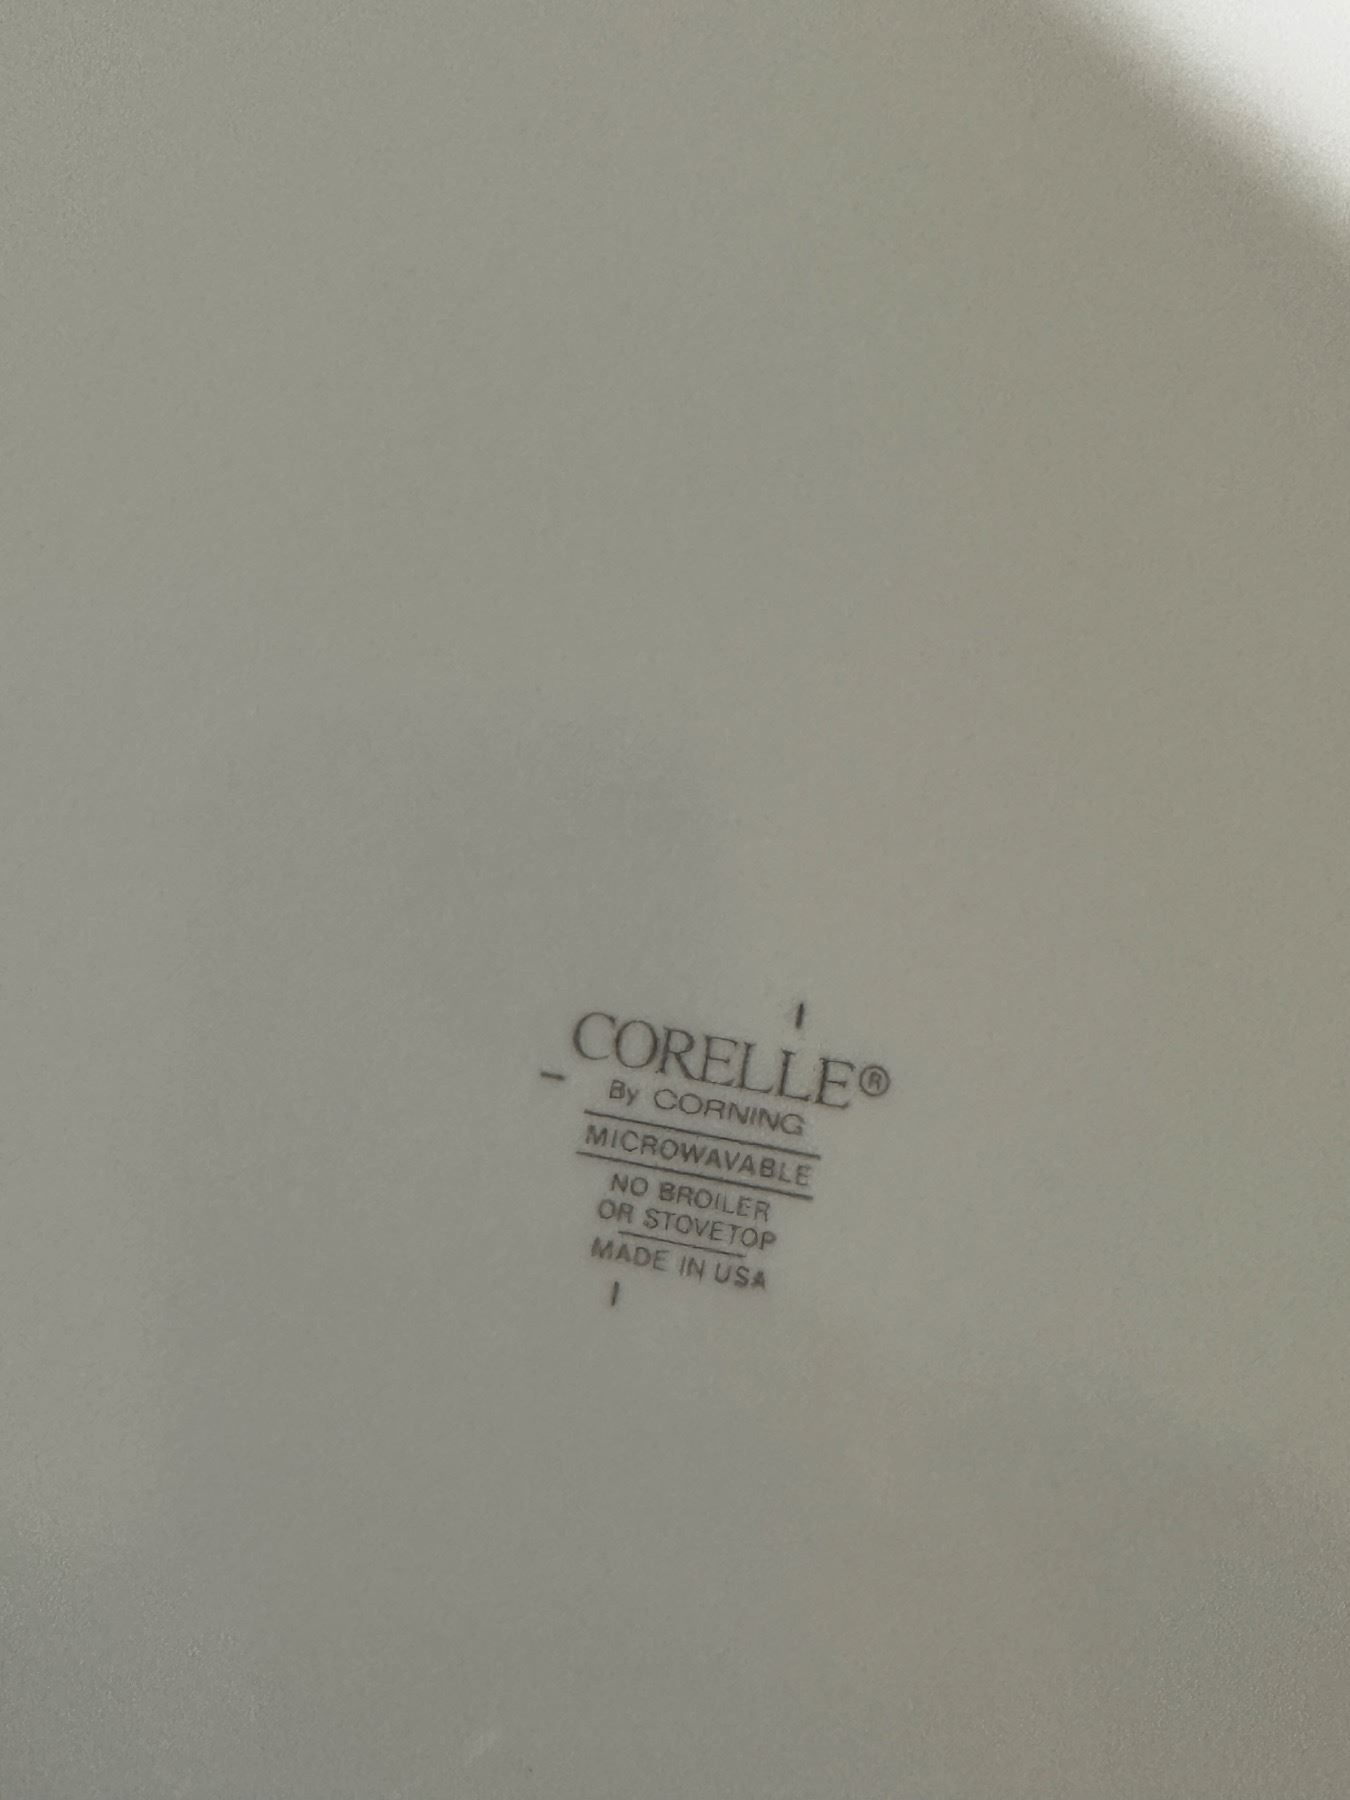 CORELLE®
By CORNING
MICROWAVABLE
NO BROILER
OR STOVETOP
MADE IN USA